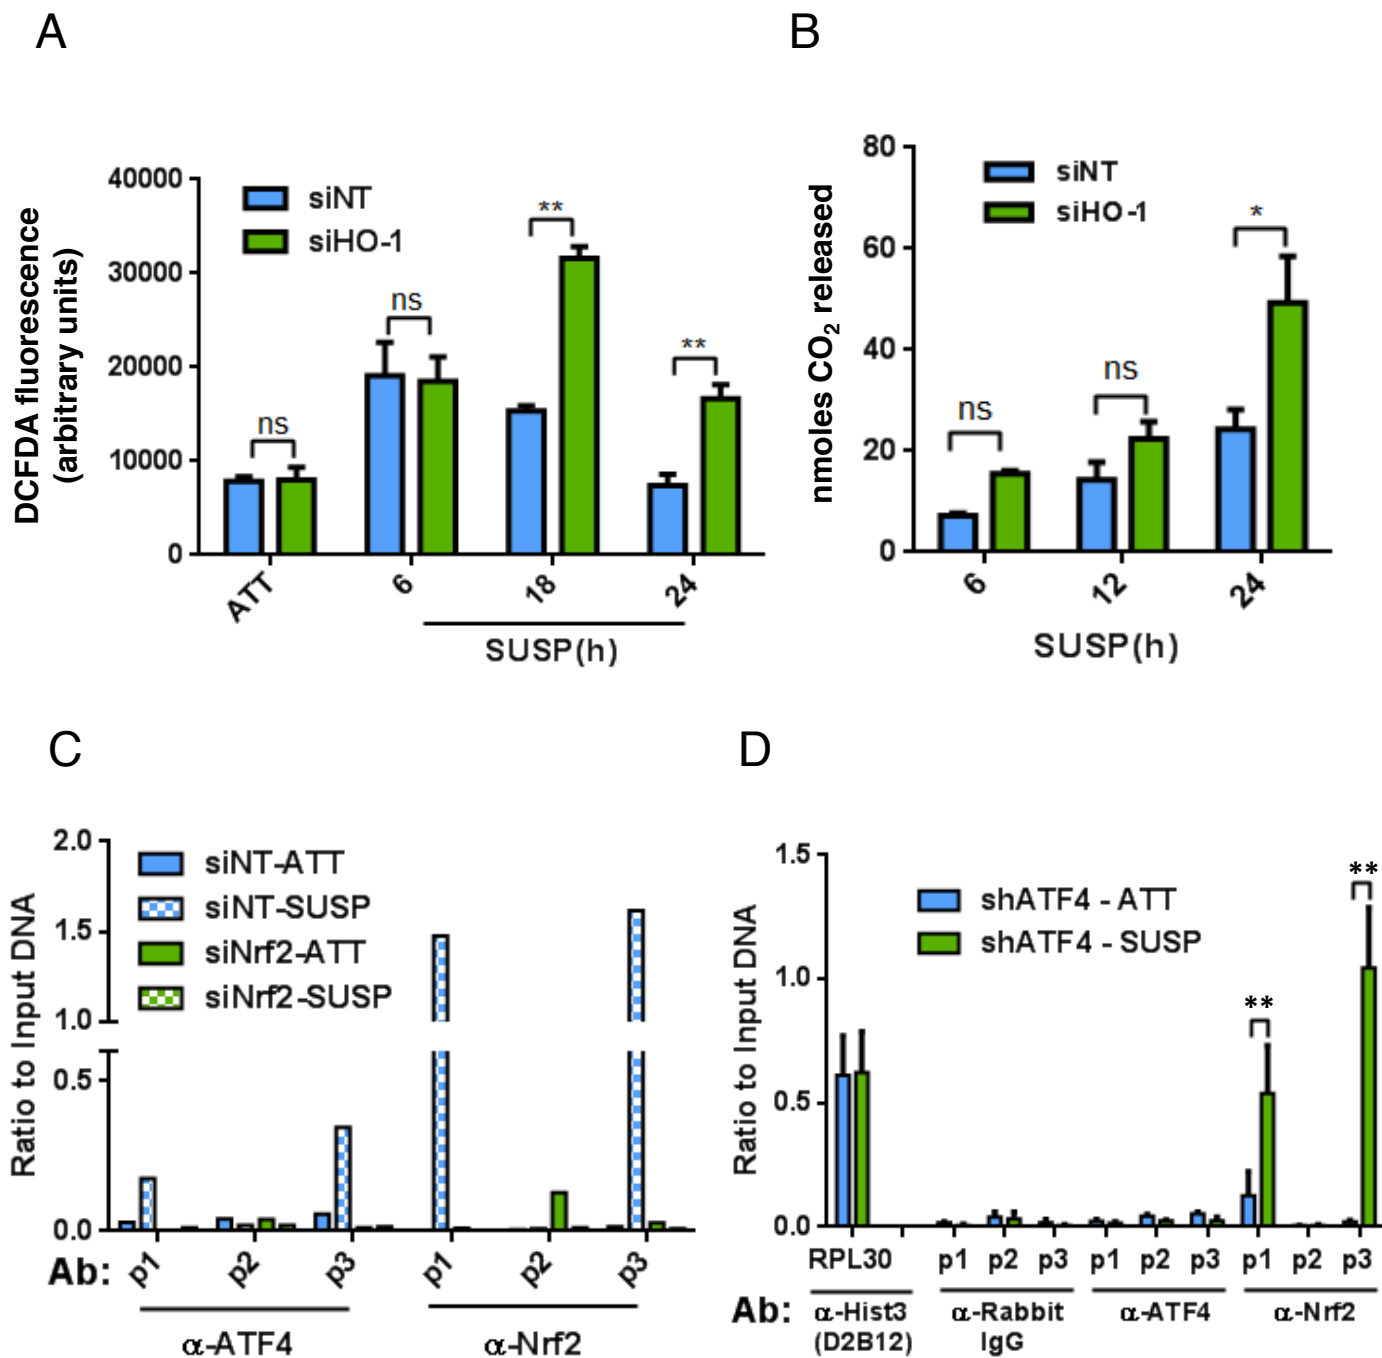 A
DCFDA fluorescence
(arbitrary units)
40000
30000
20000
10000
0
siNT
siHO-1
ns
ns
**
**
ATT
6
18
24
SUSP(h)
B
nmoles CO₂ released
80
60
40
20
0
siNT
siHO-1
ns
ns
*
6
12
24
SUSP(h)
C
Ratio to Input DNA
2.0
1.5
1.0
0.5
0.0
siNT-ATT
siNT-SUSP
siNrf2-ATT
siNrf2-SUSP
p1
p2
p3
p1
p2
p3
Ab:
α-ATF4
α-Nrf2
D
Ratio to Input DNA
1.5
1.0
0.5
0.0
shATF4 - ATT
shATF4 - SUSP
**
**
RPL30
p1 p2 p3
p1 p2 p3
p1 p2 p3
Ab:
α-Hist3
(D2B12)
α-Rabbit
IgG
α-ATF4
α-Nrf2